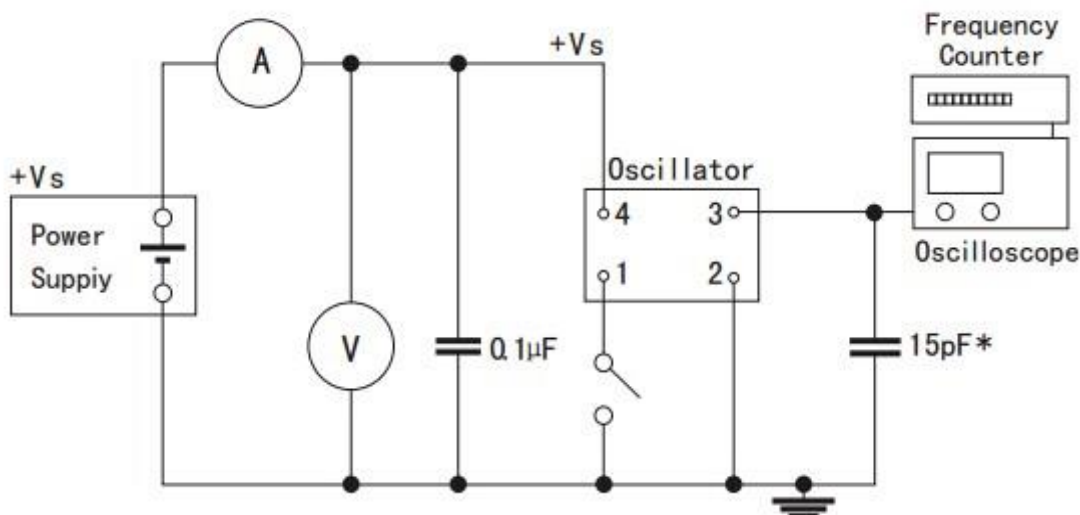 Frequency
Counter
A
+Vs
+Vs
Oscillator
Power
Suppiy
4
3
Oscilloscope
1
2
V
0.1μF
15pF*